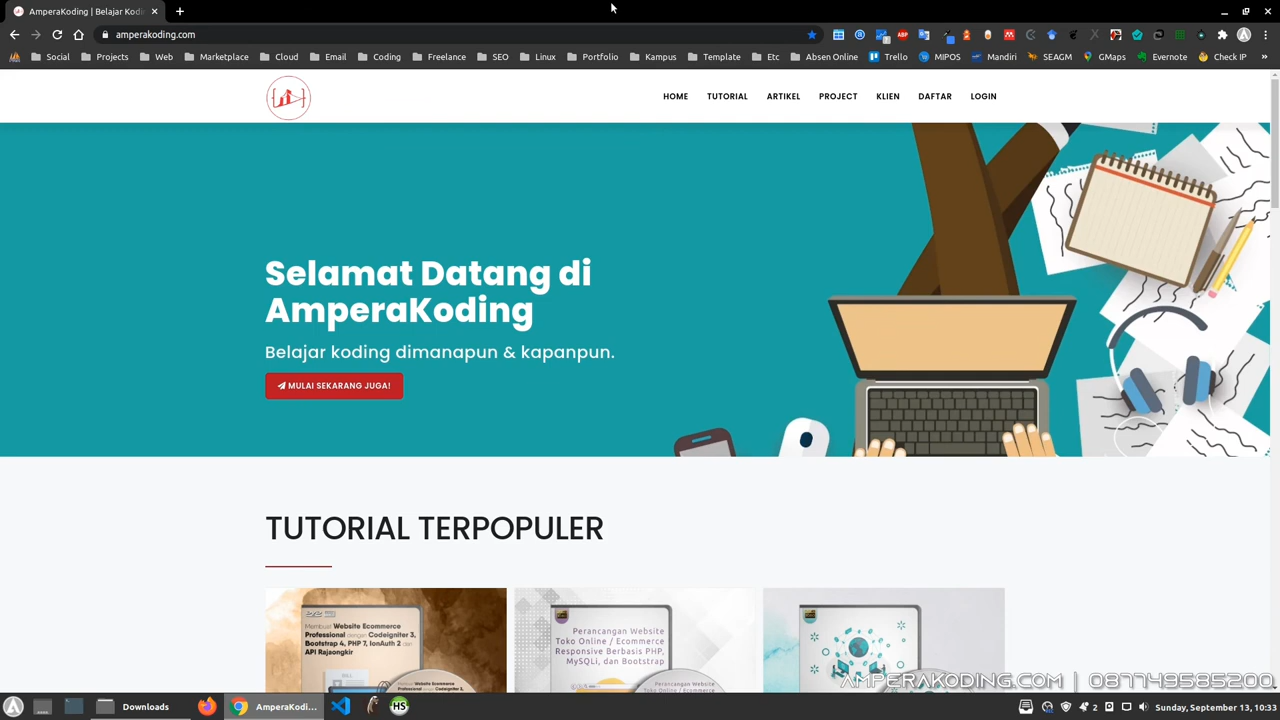 AmperaKoding | Belajar Kodin
amperakoding.com
Social Projects Web Marketplace Cloud Email Coding Freelance SEO Linux Portfolio Kampus Template Etc Absen Online Trello MIPOS Mandiri SEAGM GMaps Evernote Check IP »
HOME TUTORIAL ARTIKEL PROJECT KLIEN DAFTAR LOGIN
Selamat Datang di
AmperaKoding
Belajar koding dimanapun & kapanpun.
MULAI SEKARANG JUGA!
TUTORIAL TERPOPULER
Membuat Website Ecommerce
Professional dengan Codeigniter 3,
Bootstrap 4, PHP 7, IonAuth 2 dan
API Rajaongkir
Perancangan Website
Toko Online / Ecommerce
Responsive Berbasis PHP,
MySQLi, dan Bootstrap
AMPERAKODING.COM | 087749585200
Downloads AmperaKodi... HS 2 Sunday, September 13, 10:33